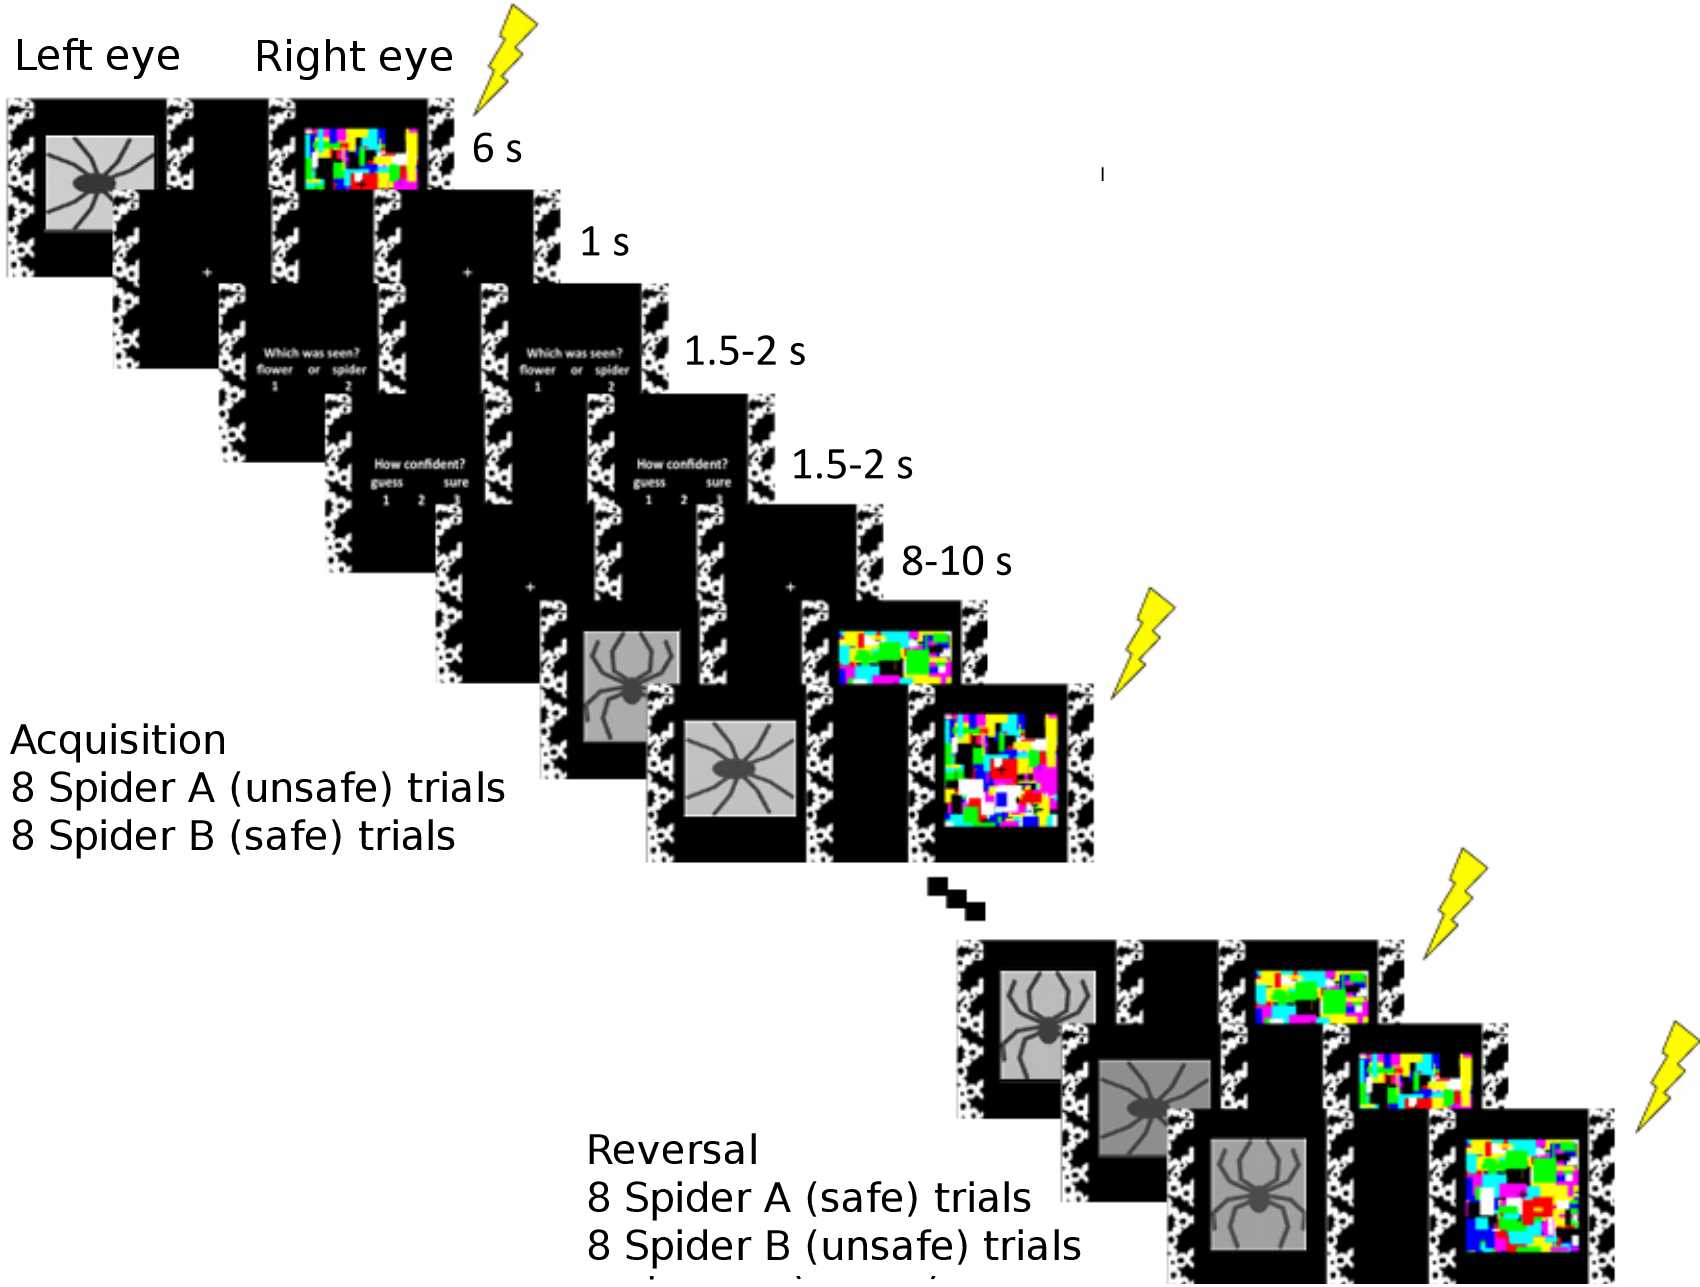 Left eye Right eye
6 s
1 s
Which was seen? Which was seen?
flower or spider flower or spider
1 2 1 2
1.5-2 s
How confident? How confident?
guess sure guess sure
1 2 3 1 2 3
1.5-2 s
8-10 s
Acquisition
8 Spider A (unsafe) trials
8 Spider B (safe) trials
Reversal
8 Spider A (safe) trials
8 Spider B (unsafe) trials